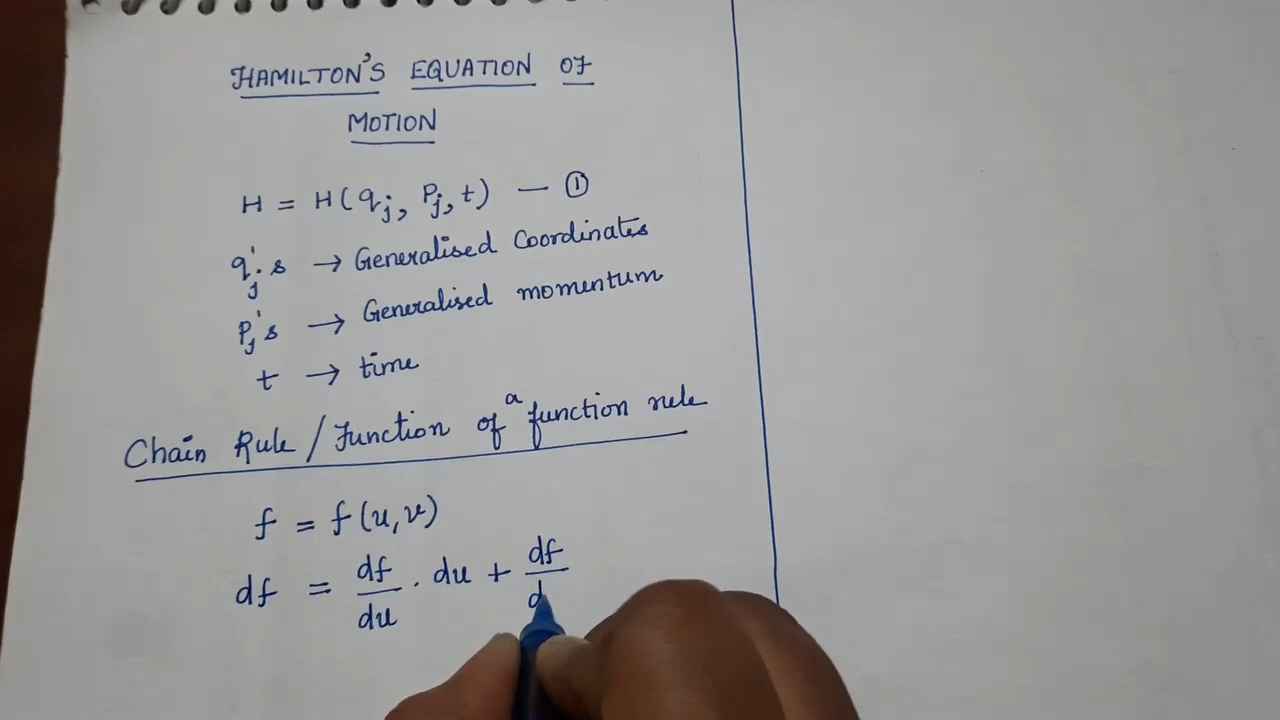 HAMILTON'S EQUATION OF
MOTION
H = H(qj, Pj, t) — ①
qj's → Generalised Coordinates
Pj's → Generalised momentum
t → time
Chain Rule / Function of a function rule
f = f(u,v)
df = df/du . du + df/d